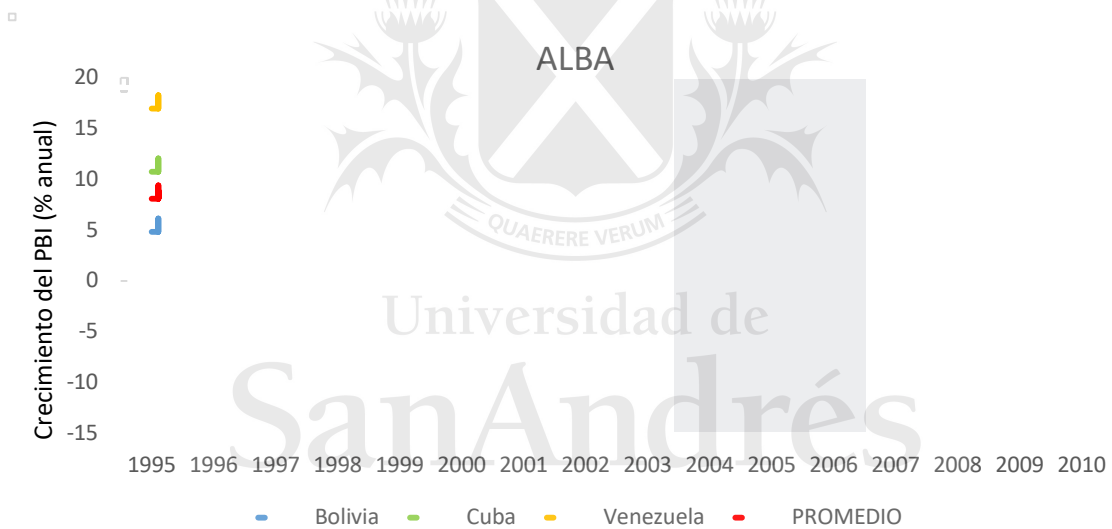 ALBA
20
15
10
5
0
-5
-10
-15
Crecimiento del PBI (% anual)
QUAERERE VERUM
Universidad de
SanAndrés
1995 1996 1997 1998 1999 2000 2001 2002 2003 2004 2005 2006 2007 2008 2009 2010
Bolivia Cuba Venezuela PROMEDIO